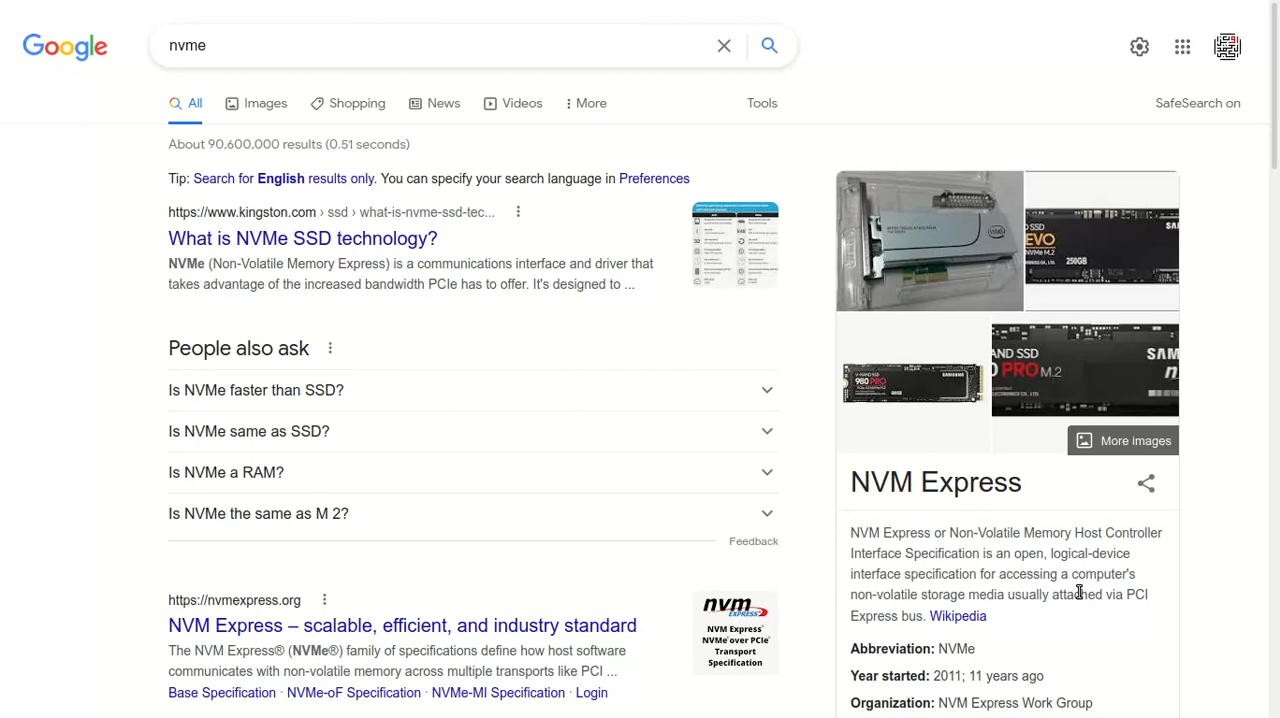 Google
nvme
All
Images
Shopping
News
Videos
More
Tools
SafeSearch on
About 90,600,000 results (0.51 seconds)
Tip: Search for English results only. You can specify your search language in Preferences
https://www.kingston.com › ssd › what-is-nvme-ssd-tec...
What is NVMe SSD technology?
NVMe (Non-Volatile Memory Express) is a communications interface and driver that
takes advantage of the increased bandwidth PCIe has to offer. It's designed to ...
People also ask
Is NVMe faster than SSD?
Is NVMe same as SSD?
Is NVMe a RAM?
Is NVMe the same as M 2?
Feedback
https://nvmexpress.org
NVM Express – scalable, efficient, and industry standard
The NVM Express® (NVMe®) family of specifications define how host software
communicates with non-volatile memory across multiple transports like PCI ...
Base Specification · NVMe-oF Specification · NVMe-MI Specification · Login
nvm
EXPRESS
NVM Express®
NVMe® over PCIe®
Transport
Specification
EVO
NVMe M.2
250GB
SAM
980 PRO
SAMSUNG
AND SSD
PRO M.2
SAM
More images
NVM Express
NVM Express or Non-Volatile Memory Host Controller
Interface Specification is an open, logical-device
interface specification for accessing a computer's
non-volatile storage media usually attached via PCI
Express bus. Wikipedia
Abbreviation: NVMe
Year started: 2011; 11 years ago
Organization: NVM Express Work Group